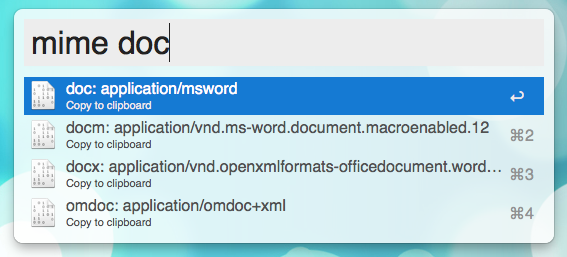 mime doc
doc: application/msword
Copy to clipboard
docm: application/vnd.ms-word.document.macroenabled.12
Copy to clipboard
⌘2
docx: application/vnd.openxmlformats-officedocument.word...
Copy to clipboard
⌘3
omdoc: application/omdoc+xml
Copy to clipboard
⌘4